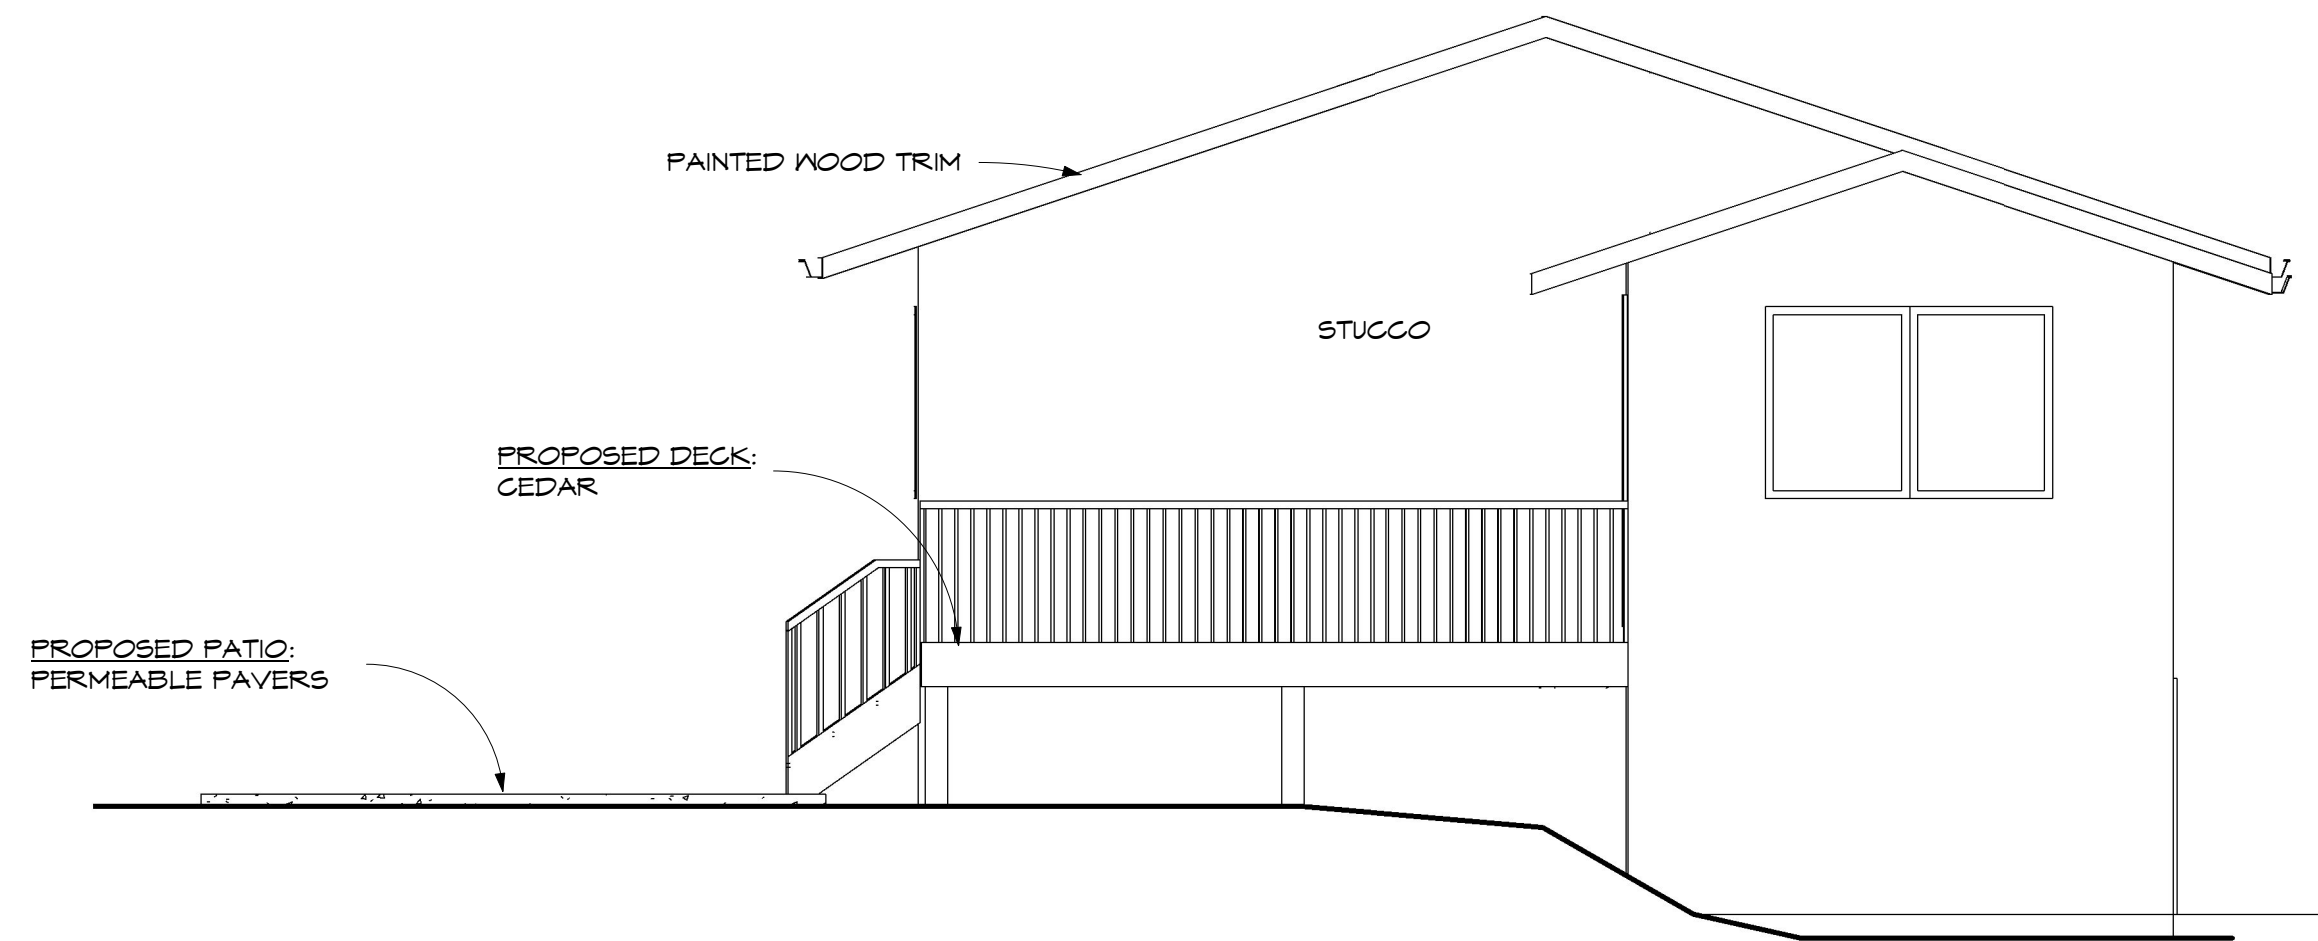 PAINTED WOOD TRIM
STUCCO
PROPOSED DECK:
CEDAR
PROPOSED PATIO:
PERMEABLE PAVERS